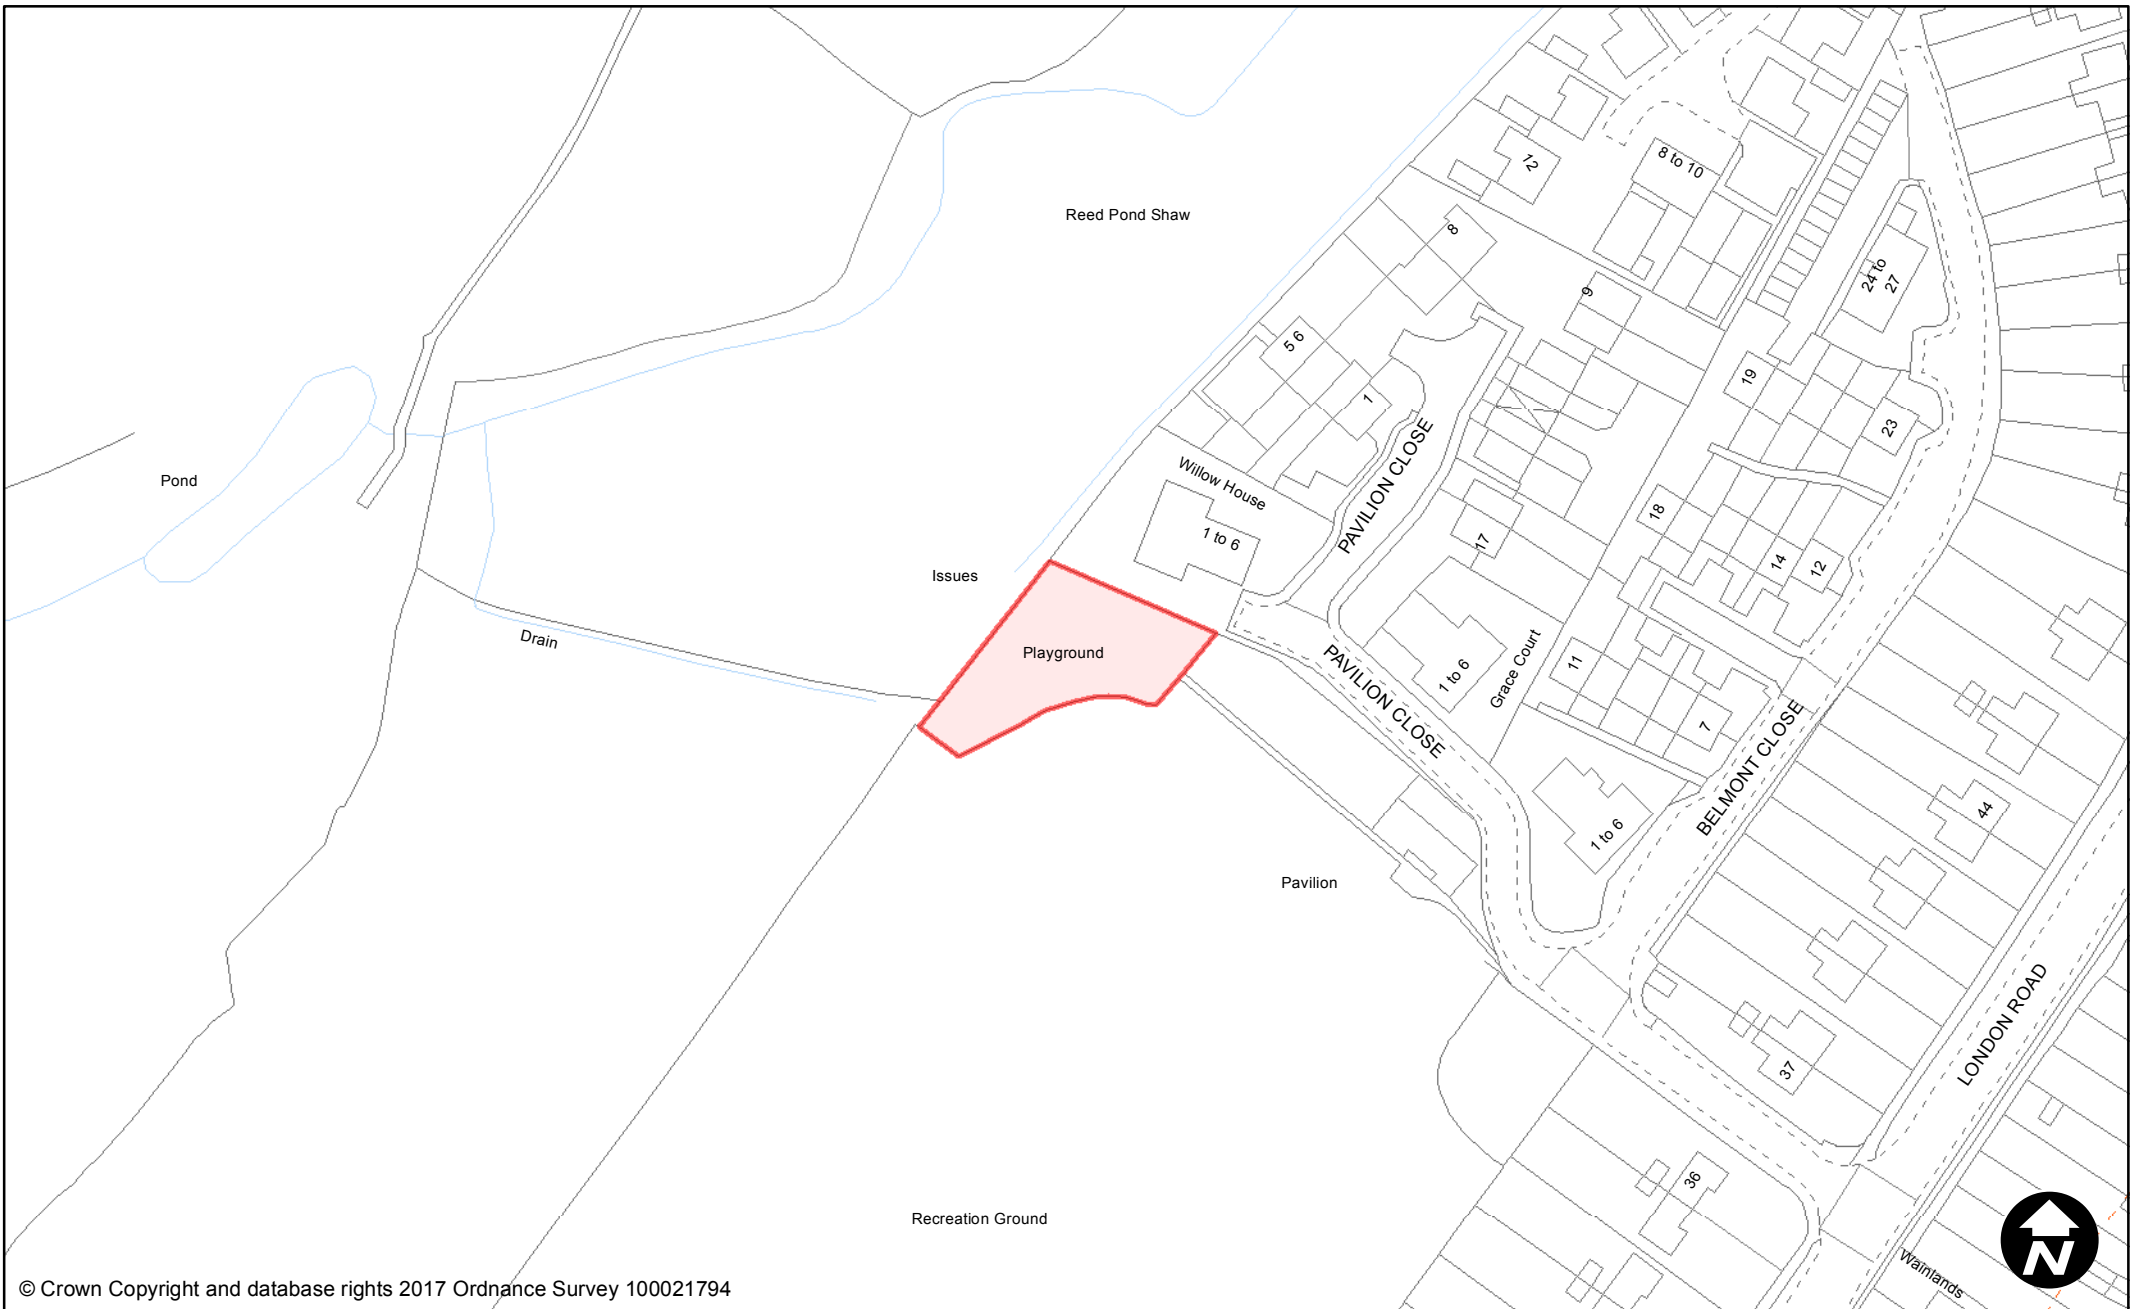 Reed Pond Shaw
12
8 to 10
8
9
24 to
27
5 6
1
19
23
Pond
Willow House
1 to 6
PAVILION CLOSE
17
18
14
12
Issues
Drain
Playground
PAVILION CLOSE
1 to 6
Grace Court
11
7
BELMONT CLOSE
44
1 to 6
Pavilion
LONDON ROAD
37
36
Recreation Ground
Wainlands
N
© Crown Copyright and database rights 2017 Ordnance Survey 100021794